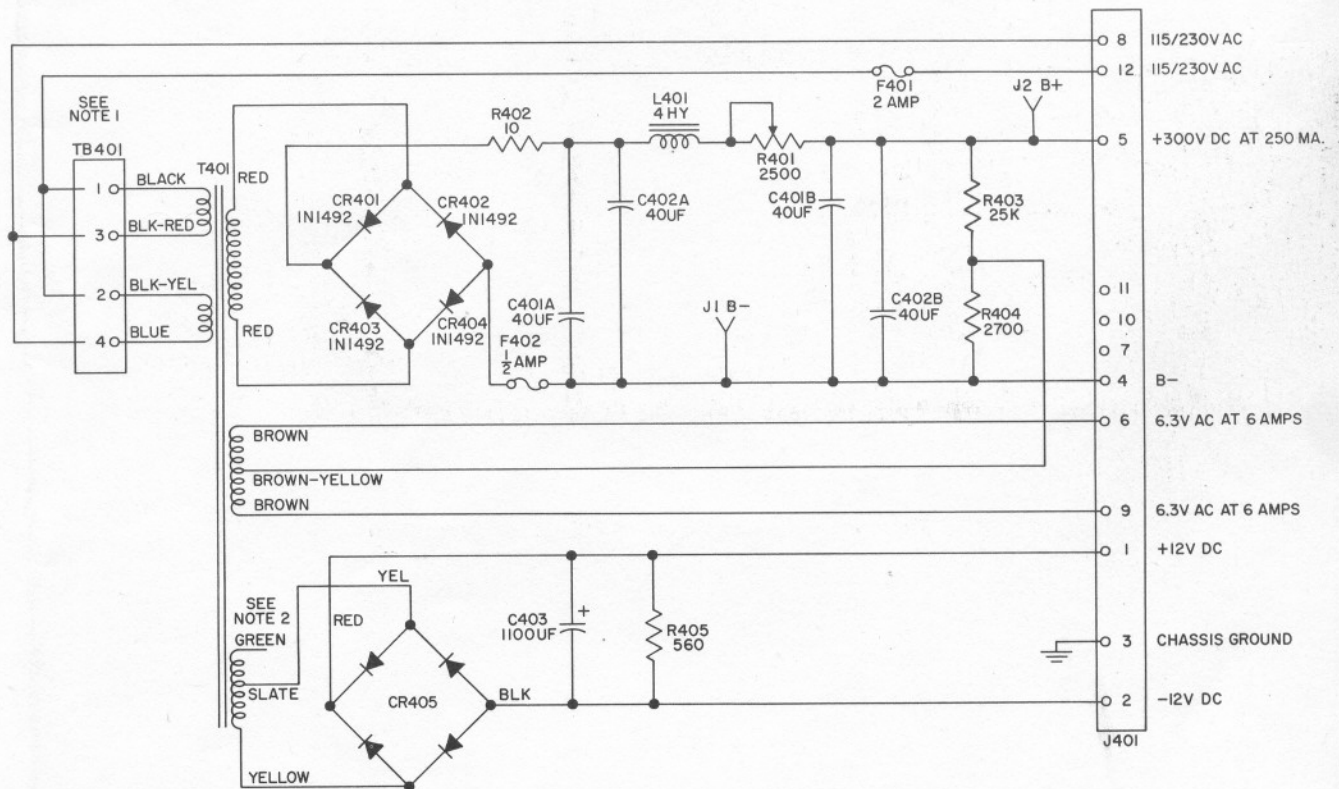 8 115/230V AC
12 115/230V AC
F401
2 AMP
J2 B+
SEE
NOTE 1
TB401
T401
L401
4 HY
R402
10
R401
2500
5 +300V DC AT 250 MA.
1 BLACK
RED
3 BLK-RED
2 BLK-YEL
4 BLUE
RED
CR401
1N1492
CR402
1N1492
CR403
1N1492
CR404
1N1492
C402A
40UF
C401B
40UF
R403
25K
C401A
40UF
F402
1/2 AMP
J1 B-
C402B
40UF
R404
2700
11
10
7
4 B-
BROWN
6 6.3V AC AT 6 AMPS
BROWN-YELLOW
BROWN
9 6.3V AC AT 6 AMPS
1 +12V DC
YEL
SEE
NOTE 2
RED
GREEN
SLATE
C403
1100UF
+
R405
560
3 CHASSIS GROUND
CR405
BLK
2 -12V DC
J401
YELLOW